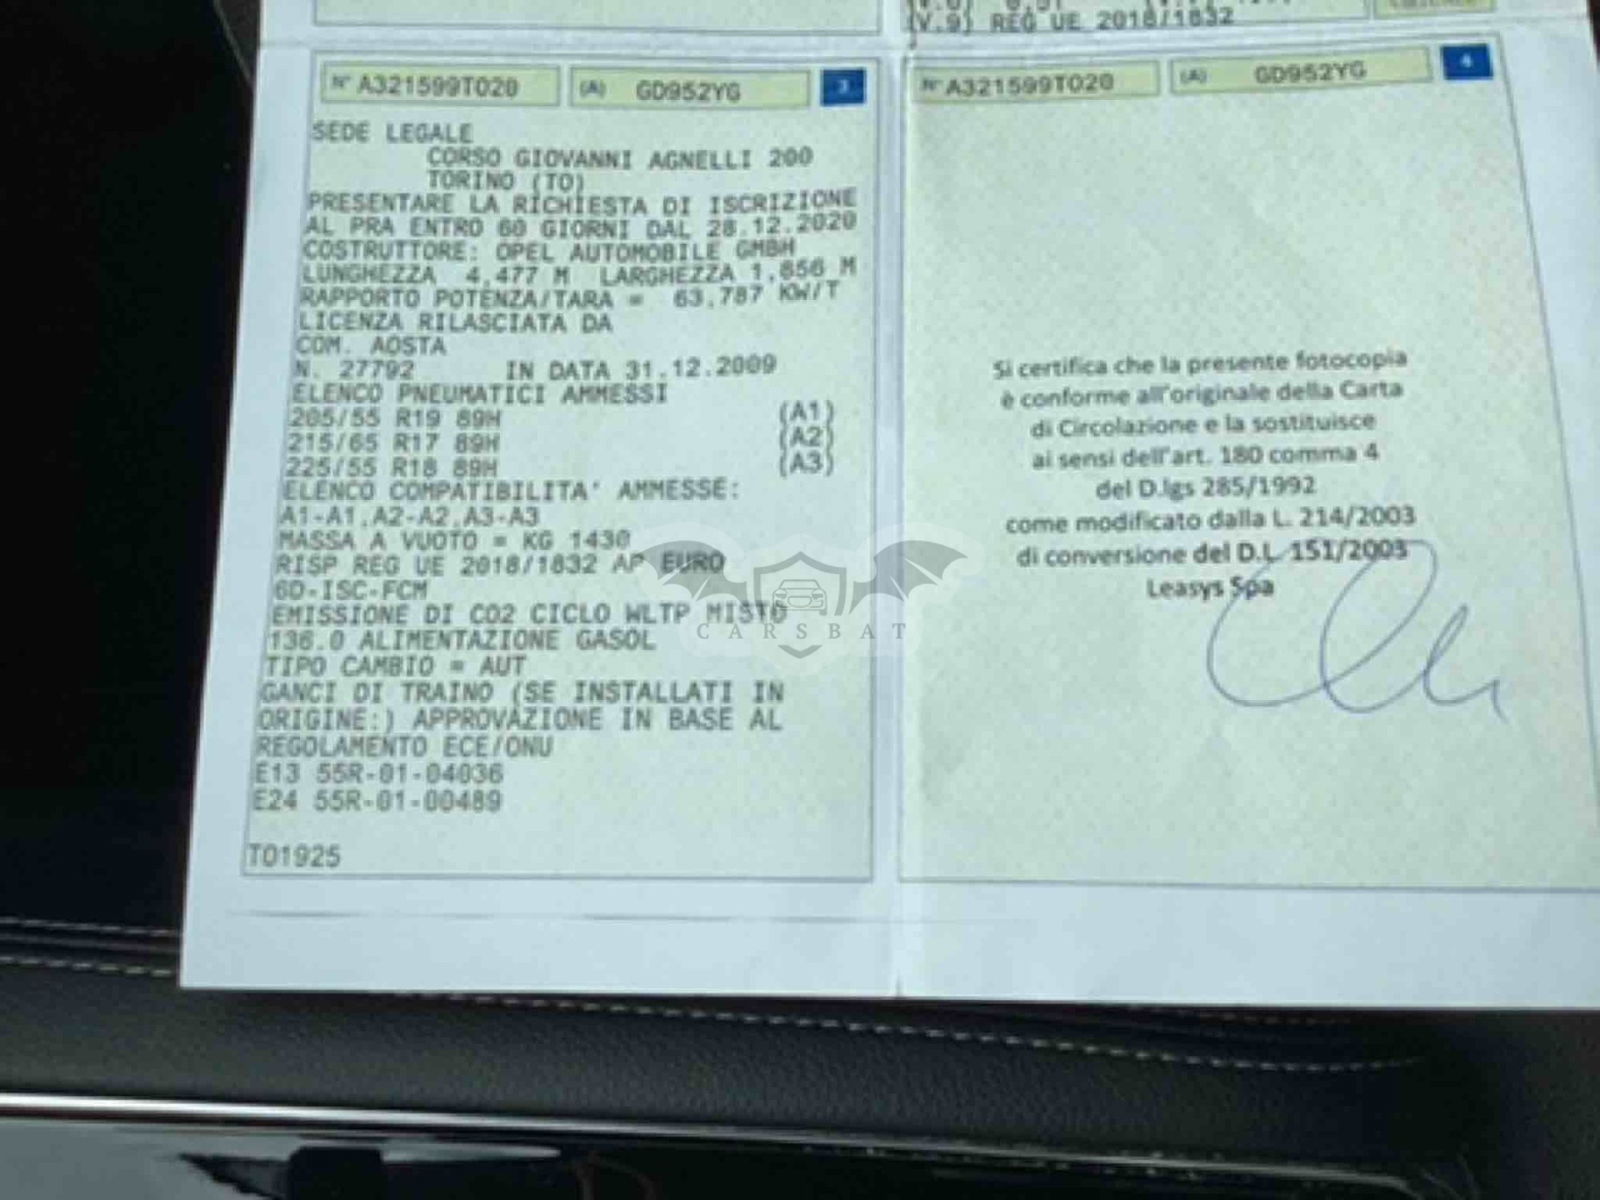 (V.9) REG UE 2018/1832
N° A321599T020 (A) GD952YG 3
SEDE LEGALE
CORSO GIOVANNI AGNELLI 200
TORINO (TO)
PRESENTARE LA RICHIESTA DI ISCRIZIONE
AL PRA ENTRO 60 GIORNI DAL 28.12.2020
COSTRUTTORE: OPEL AUTOMOBILE GMBH
LUNGHEZZA 4,477 M LARGHEZZA 1,856 M
RAPPORTO POTENZA/TARA = 63,787 KW/T
LICENZA RILASCIATA DA
COM. AOSTA
N. 27792 IN DATA 31.12.2009
ELENCO PNEUMATICI AMMESSI
205/55 R19 89H (A1)
215/65 R17 89H (A2)
225/55 R18 89H (A3)
ELENCO COMPATIBILITA' AMMESSE:
A1-A1,A2-A2,A3-A3
MASSA A VUOTO = KG 1430
RISP REG UE 2018/1832 AP EURO
6D-ISC-FCM
EMISSIONE DI CO2 CICLO WLTP MISTO
136.0 ALIMENTAZIONE GASOL
TIPO CAMBIO = AUT
GANCI DI TRAINO (SE INSTALLATI IN
ORIGINE:) APPROVAZIONE IN BASE AL
REGOLAMENTO ECE/ONU
E13 55R-01-04036
E24 55R-01-00489
TO1925
N° A321599T020 (A) GD952YG 4
Si certifica che la presente fotocopia
è conforme all'originale della Carta
di Circolazione e la sostituisce
ai sensi dell'art. 180 comma 4
del D.lgs 285/1992
come modificato dalla L. 214/2003
di conversione del D.L. 151/2003
Leasys Spa
CARSBAT